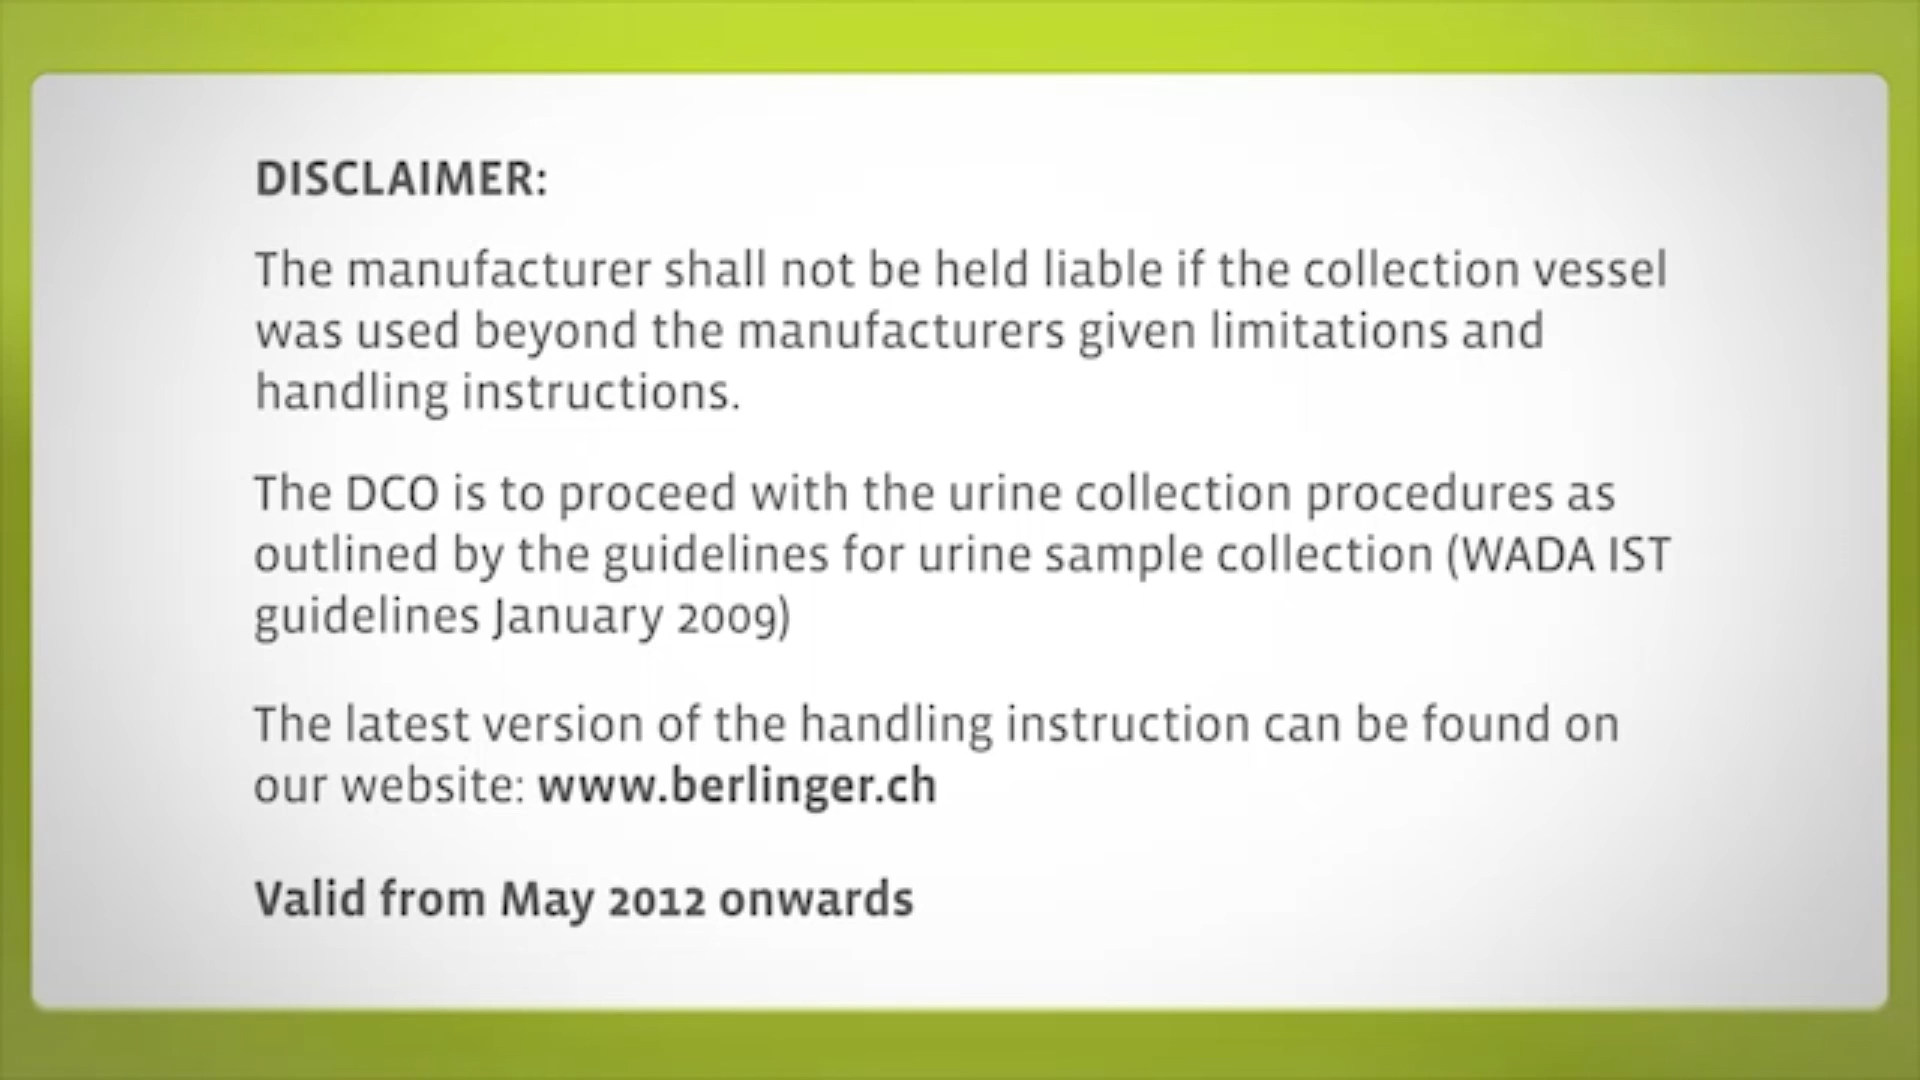 DISCLAIMER:
The manufacturer shall not be held liable if the collection vessel
was used beyond the manufacturers given limitations and
handling instructions.
The DCO is to proceed with the urine collection procedures as
outlined by the guidelines for urine sample collection (WADA IST
guidelines January 2009)
The latest version of the handling instruction can be found on
our website: www.berlinger.ch
Valid from May 2012 onwards